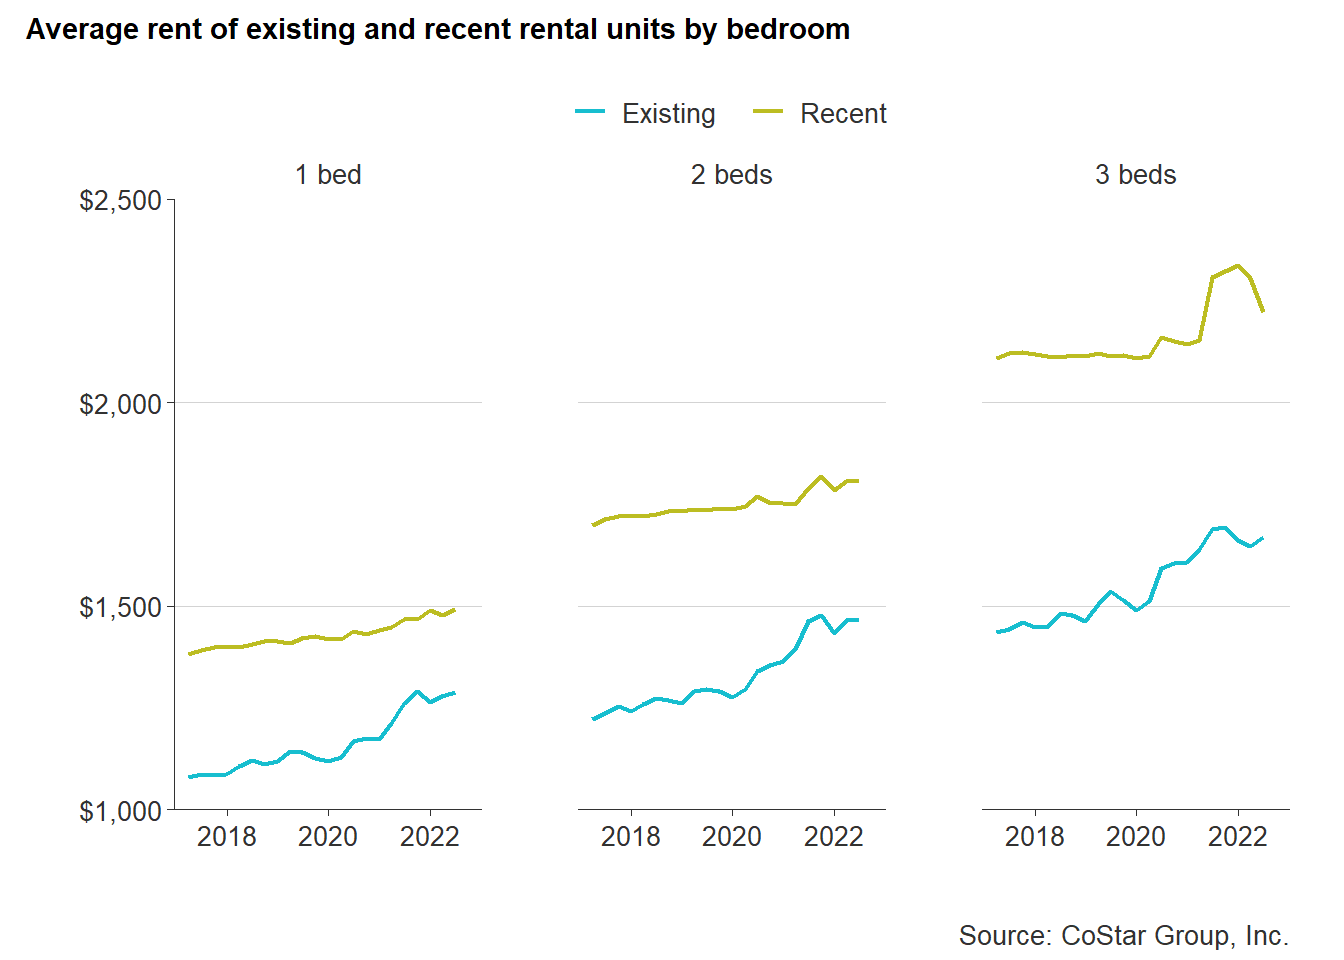 Average rent of existing and recent rental units by bedroom
Existing Recent
1 bed 2 beds 3 beds
$2,500
$2,000
$1,500
$1,000
2018 2020 2022 2018 2020 2022 2018 2020 2022
Source: CoStar Group, Inc.